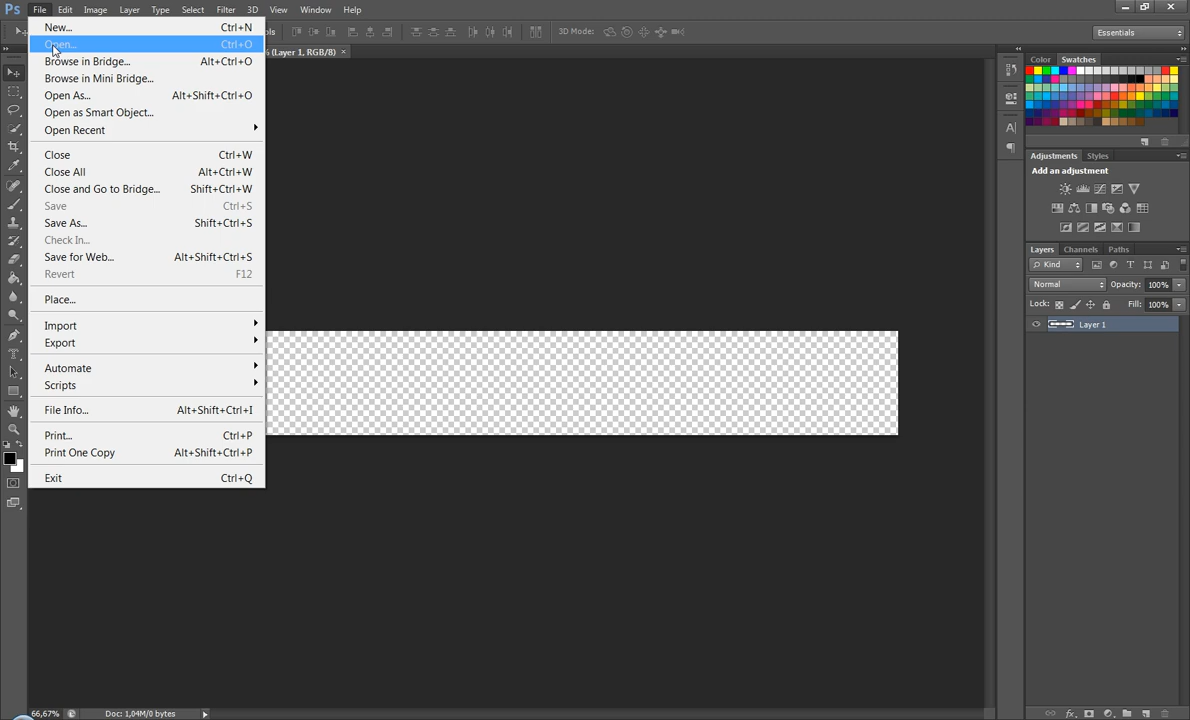 Ps File Edit Image Layer Type Select Filter 3D View Window Help
3D Mode:
Essentials
% (Layer 1, RGB/8) ×
New... Ctrl+N
Open... Ctrl+O
Browse in Bridge... Alt+Ctrl+O
Browse in Mini Bridge...
Open As... Alt+Shift+Ctrl+O
Open as Smart Object...
Open Recent
Close Ctrl+W
Close All Alt+Ctrl+W
Close and Go to Bridge... Shift+Ctrl+W
Save Ctrl+S
Save As... Shift+Ctrl+S
Check In...
Save for Web... Alt+Shift+Ctrl+S
Revert F12
Place...
Import
Export
Automate
Scripts
File Info... Alt+Shift+Ctrl+I
Print... Ctrl+P
Print One Copy Alt+Shift+Ctrl+P
Exit Ctrl+Q
Color Swatches
Adjustments Styles
Add an adjustment
Layers Channels Paths
Kind
Normal Opacity: 100%
Lock: Fill: 100%
Layer 1
66,67% Doc: 1,04M/0 bytes